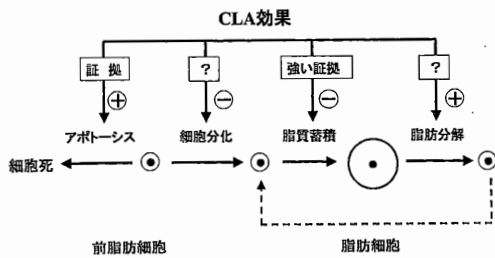 CLA効果
証拠
?
強い証拠
?
+
−
−
+
アポトーシス
細胞分化
脂質蓄積
脂肪分解
細胞死
前脂肪細胞
脂肪細胞